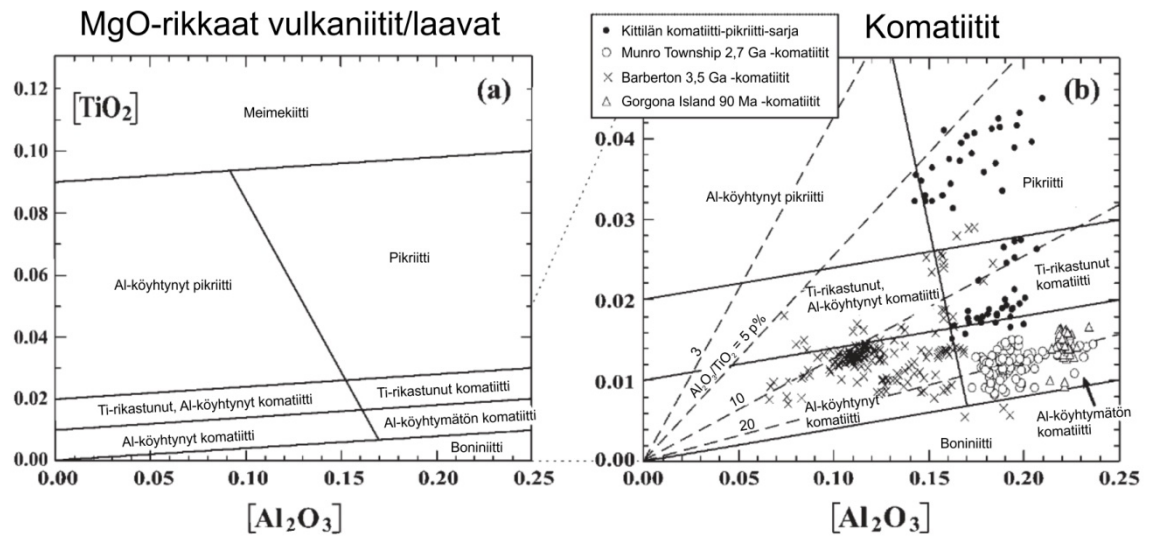 MgO-rikkaat vulkaniitit/laavat
0.12
[TiO2]
(a)
Meimekiitti
0.10
0.08
0.06
Al-köyhtynyt pikriitti
Pikriitti
0.04
0.02
Ti-rikastunut komatiitti
Ti-rikastunut, Al-köyhtynyt komatiitti
Al-köyhtymätön komatiitti
Al-köyhtynyt komatiitti
Boniniitti
0.00
0.00 0.05 0.10 0.15 0.20 0.25
[Al2O3]
Komatiitit
Kittilän komatiitti-pikriitti-sarja
Munro Township 2,7 Ga -komatiitit
Barberton 3,5 Ga -komatiitit
Gorgona Island 90 Ma -komatiitit
(b)
0.04
Al-köyhtynyt pikriitti
Pikriitti
0.03
Ti-rikastunut
komatiitti
Ti-rikastunut,
Al-köyhtynyt komatiitti
0.02
3
Al2O3/TiO2 = 5 p%
0.01
10
20
Al-köyhtynyt
komatiitti
Al-köyhtymätön
komatiitti
Boniniitti
0.00
0.00 0.05 0.10 0.15 0.20 0.25
[Al2O3]